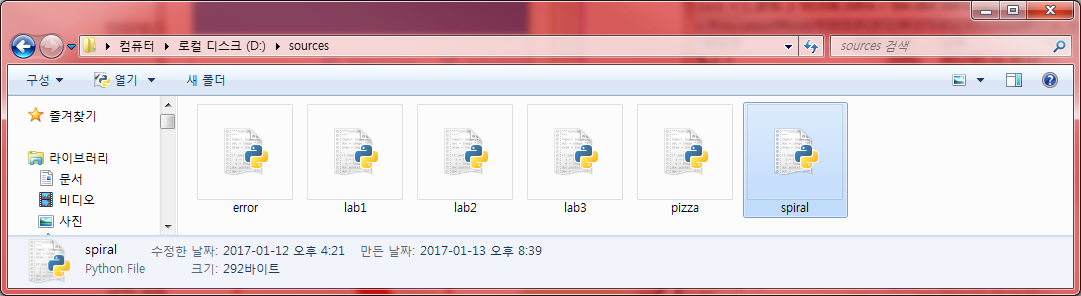 컴퓨터 ▸ 로컬 디스크 (D:) ▸ sources
sources 검색
구성 열기 새 폴더
즐겨찾기
라이브러리
문서
비디오
사진
error lab1 lab2 lab3 pizza spiral
spiral 수정한 날짜: 2017-01-12 오후 4:21 만든 날짜: 2017-01-13 오후 8:39
Python File 크기: 292바이트